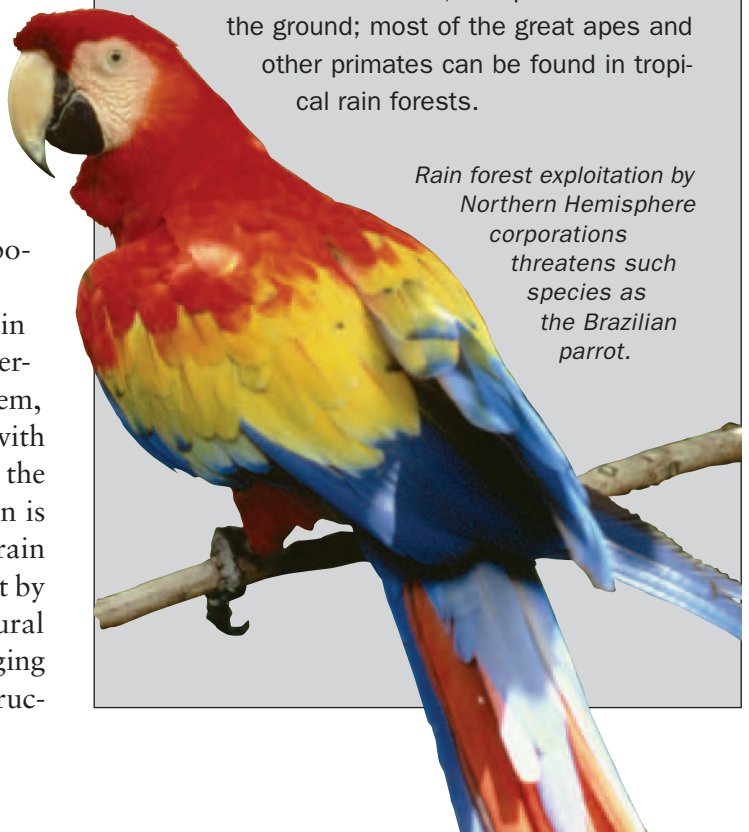 the ground; most of the great apes and
other primates can be found in tropi-
cal rain forests.
Rain forest exploitation by
Northern Hemisphere
corporations
threatens such
species as
the Brazilian
parrot.
in
em,
with
the
n is
rain
t by
ural
ging
ruc-